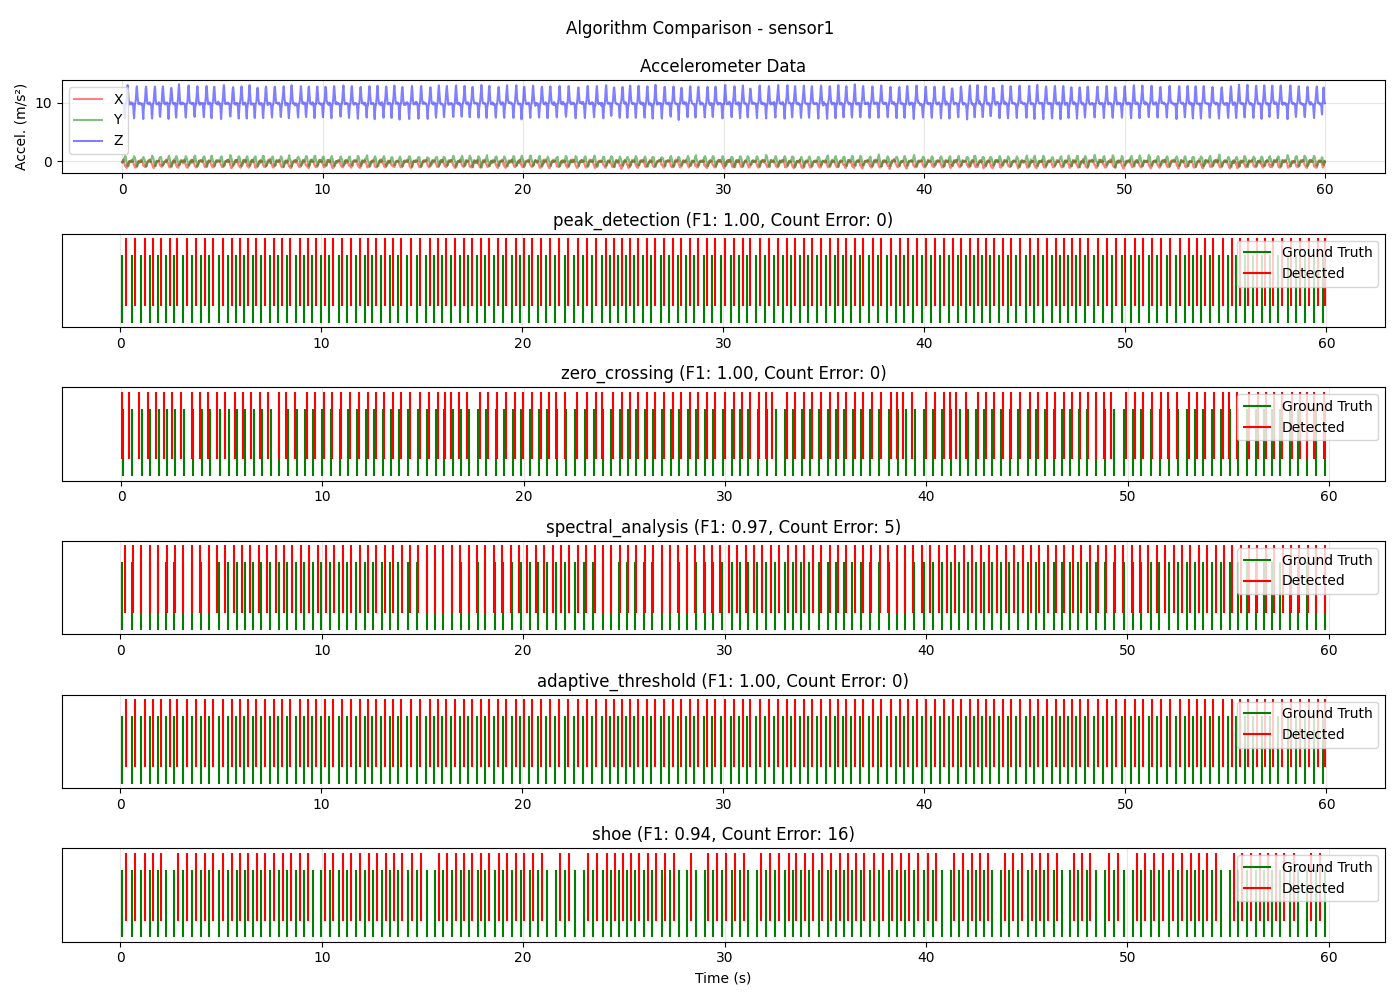 Algorithm Comparison - sensor1
Accelerometer Data
Accel. (m/s²)
10
0
X
Y
Z
0 10 20 30 40 50 60
peak_detection (F1: 1.00, Count Error: 0)
Ground Truth
Detected
0 10 20 30 40 50 60
zero_crossing (F1: 1.00, Count Error: 0)
Ground Truth
Detected
0 10 20 30 40 50 60
spectral_analysis (F1: 0.97, Count Error: 5)
Ground Truth
Detected
0 10 20 30 40 50 60
adaptive_threshold (F1: 1.00, Count Error: 0)
Ground Truth
Detected
0 10 20 30 40 50 60
shoe (F1: 0.94, Count Error: 16)
Ground Truth
Detected
0 10 20 30 40 50 60
Time (s)